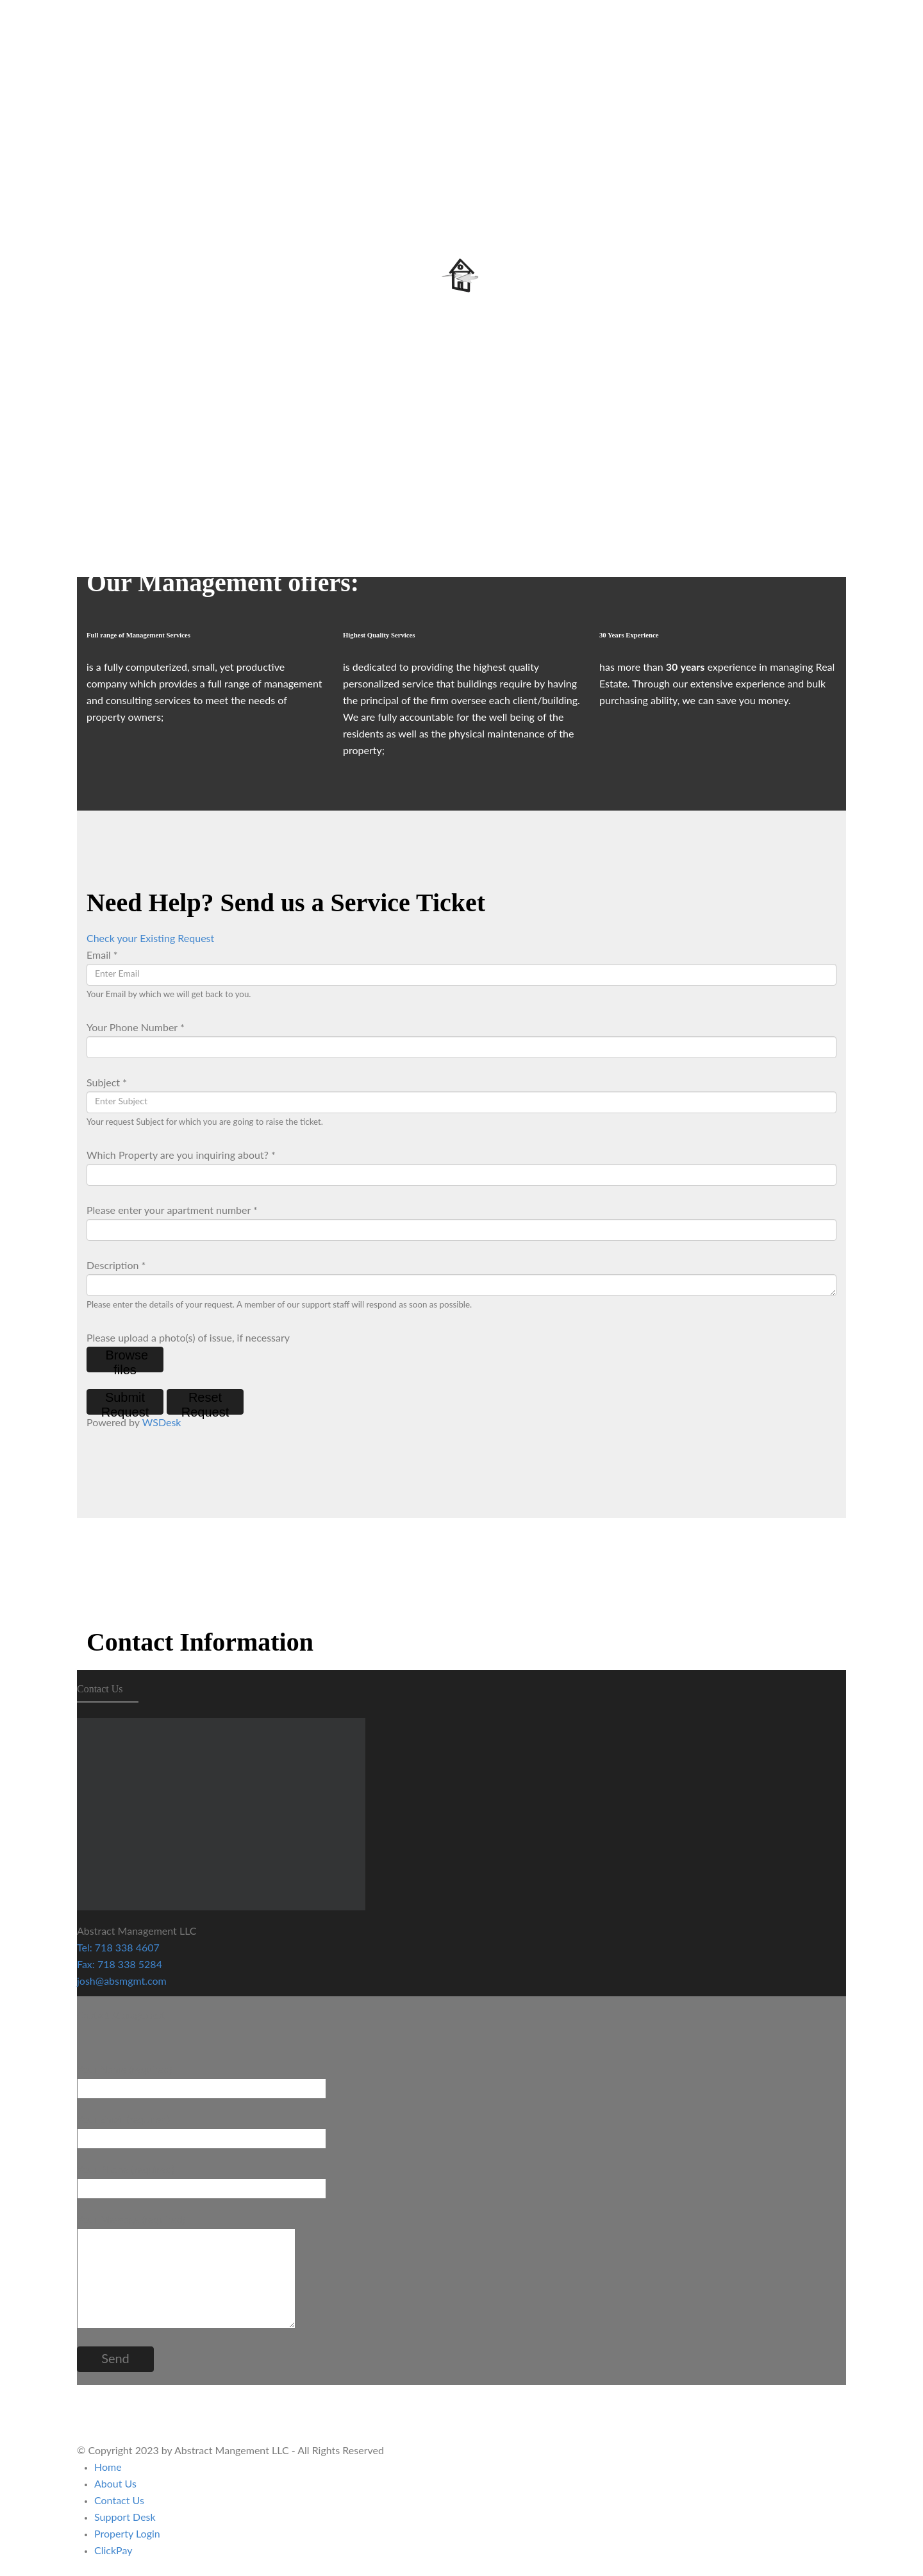 Our Management offers:
Full range of Management Services
is a fully computerized, small, yet productive
company which provides a full range of management
and consulting services to meet the needs of
property owners;
Highest Quality Services
is dedicated to providing the highest quality
personalized service that buildings require by having
the principal of the firm oversee each client/building.
We are fully accountable for the well being of the
residents as well as the physical maintenance of the
property;
30 Years Experience
has more than 30 years experience in managing Real
Estate. Through our extensive experience and bulk
purchasing ability, we can save you money.
Need Help? Send us a Service Ticket
Check your Existing Request
Email *
Enter Email
Your Email by which we will get back to you.
Your Phone Number *
Subject *
Enter Subject
Your request Subject for which you are going to raise the ticket.
Which Property are you inquiring about? *
Please enter your apartment number *
Description *
Please enter the details of your request. A member of our support staff will respond as soon as possible.
Please upload a photo(s) of issue, if necessary
Browse
files
Submit
Request
Reset
Request
Powered by WSDesk
Contact Information
Contact Us
Abstract Management LLC
Tel: 718 338 4607
Fax: 718 338 5284
josh@absmgmt.com
Send
© Copyright 2023 by Abstract Mangement LLC - All Rights Reserved
• Home
• About Us
• Contact Us
• Support Desk
• Property Login
• ClickPay